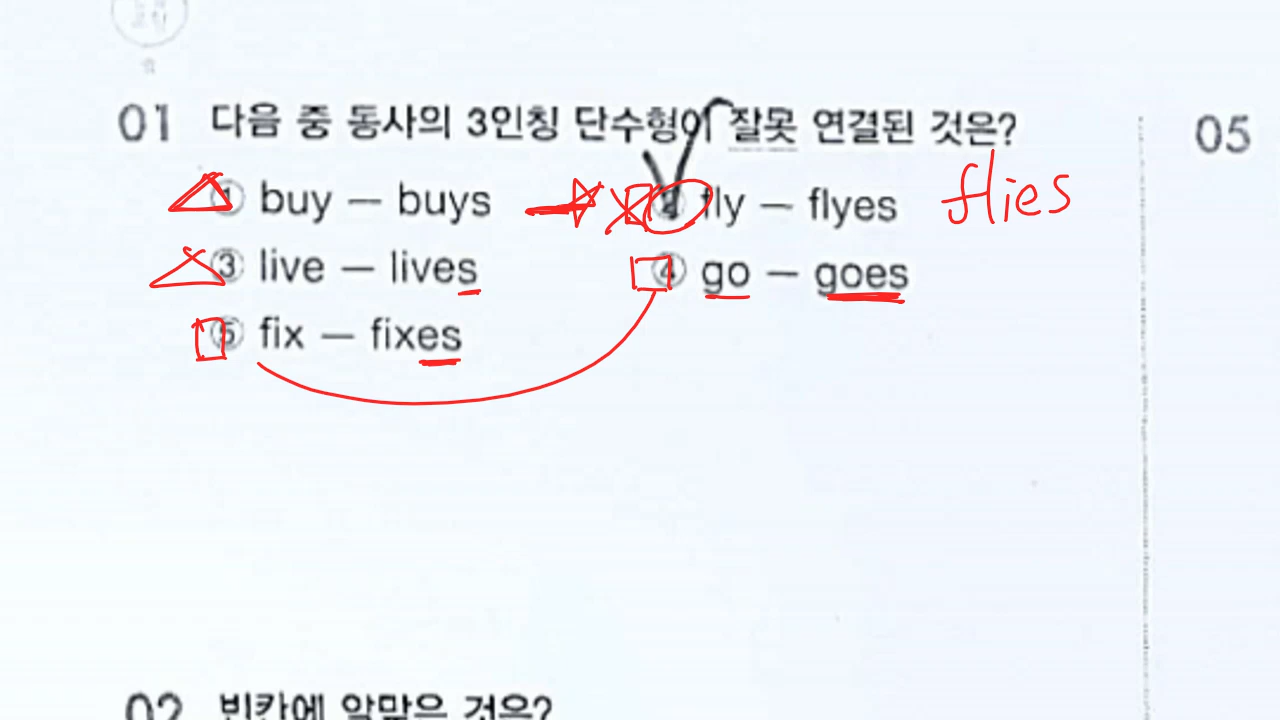 01 다음 중 동사의 3인칭 단수형이 잘못 연결된 것은?
① buy – buys ② fly – flyes flies
③ live – lives ④ go – goes
⑤ fix – fixes
02 빈칸에 알맞은 것은?
05